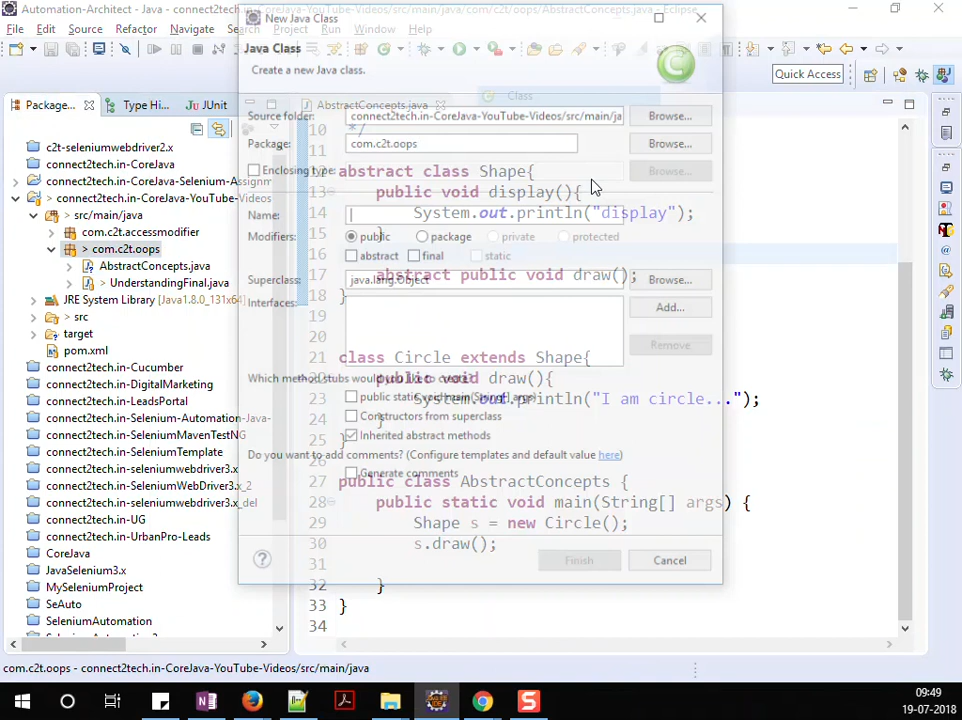 Automation-Architect - Java - connect2tech.in-CoreJava-YouTube-Videos/src/main/java/com/c2t/oops/AbstractConcepts.java - Eclipse
File Edit Source Refactor Navigate Search Project Run Window Help
Quick Access
Package...
Type Hi...
JUnit
c2t-seleniumwebdriver2.x
connect2tech.in-CoreJava
connect2tech.in-CoreJava-Selenium-Assignm
connect2tech.in-CoreJava-YouTube-Videos
src/main/java
com.c2t.accessmodifier
> com.c2t.oops
AbstractConcepts.java
> UnderstandingFinal.java
JRE System Library [Java1.8.0_131x64]
> src
target
pom.xml
connect2tech.in-Cucumber
connect2tech.in-DigitalMarketing
connect2tech.in-LeadsPortal
connect2tech.in-Selenium-Automation-Java-
connect2tech.in-SeleniumMavenTestNG
connect2tech.in-SeleniumTemplate
connect2tech.in-seleniumwebdriver3.x
connect2tech.in-SeleniumWebDriver3.x_2
connect2tech.in-seleniumwebdriver3.x_del
connect2tech.in-UG
connect2tech.in-UrbanPro-Leads
CoreJava
JavaSelenium3.x
MySeleniumProject
SeAuto
SeleniumAutomation
AbstractConcepts.java
10 */
11
12 abstract class Shape{
13 public void display(){
14 System.out.println("display");
15 }
16
17 abstract public void draw();
18 }
19
20
21 class Circle extends Shape{
22 public void draw(){
23 System.out.println("I am circle...");
24 }
25 }
26
27 public class AbstractConcepts {
28 public static void main(String[] args) {
29 Shape s = new Circle();
30 s.draw();
31
32 }
33 }
34
New Java Class
Java Class
Create a new Java class.
Class
Source folder: connect2tech.in-CoreJava-YouTube-Videos/src/main/ja Browse...
Package: com.c2t.oops Browse...
Enclosing type: Browse...
Name:
Modifiers: public package private protected
abstract final static
Superclass: java.lang.Object Browse...
Interfaces: Add...
Remove
Which method stubs would you like to create?
public static void main(String[] args)
Constructors from superclass
Inherited abstract methods
Do you want to add comments? (Configure templates and default value here)
Generate comments
Finish Cancel
com.c2t.oops - connect2tech.in-CoreJava-YouTube-Videos/src/main/java
09:49
19-07-2018